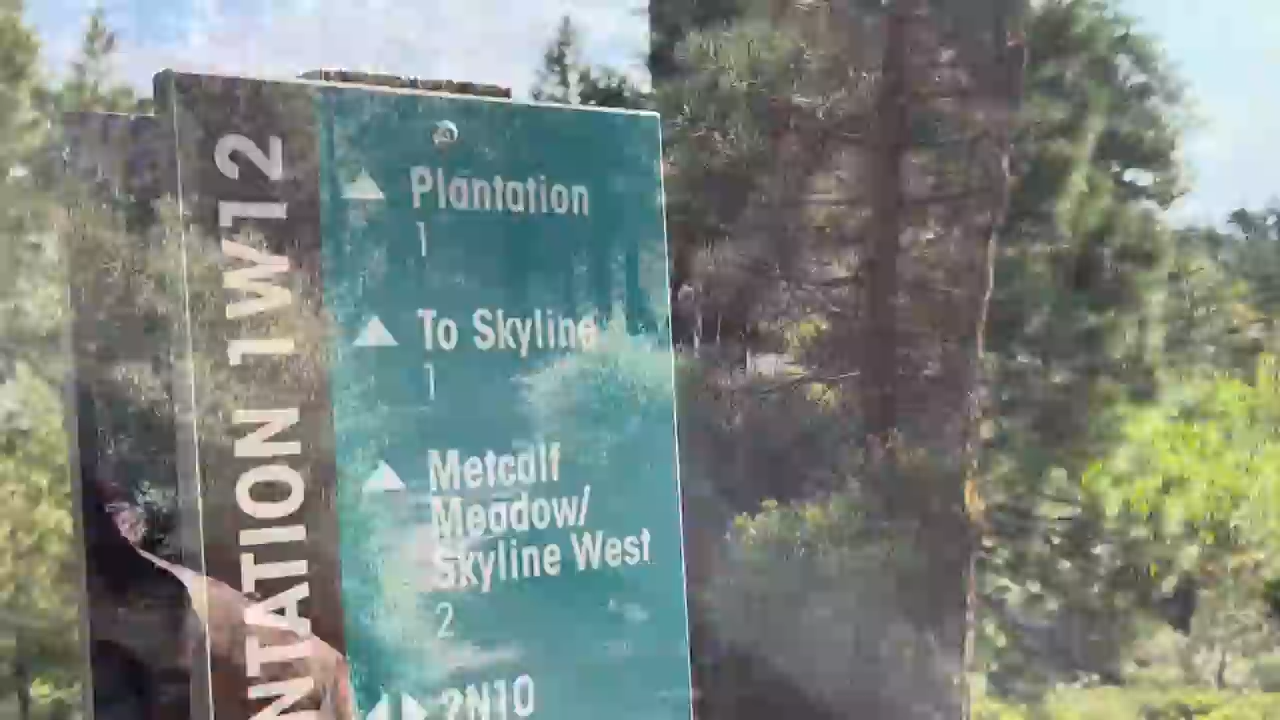 NTATION 1W12
Plantation
1
To Skyline
1
Metcalf
Meadow/
Skyline West
2
2N10